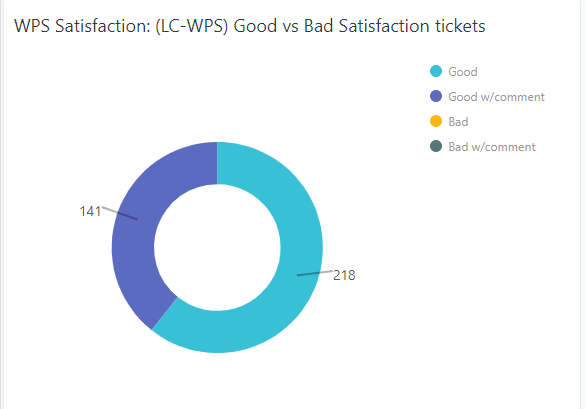 WPS Satisfaction: (LC-WPS) Good vs Bad Satisfaction tickets
Good
Good w/comment
Bad
Bad w/comment
141
218